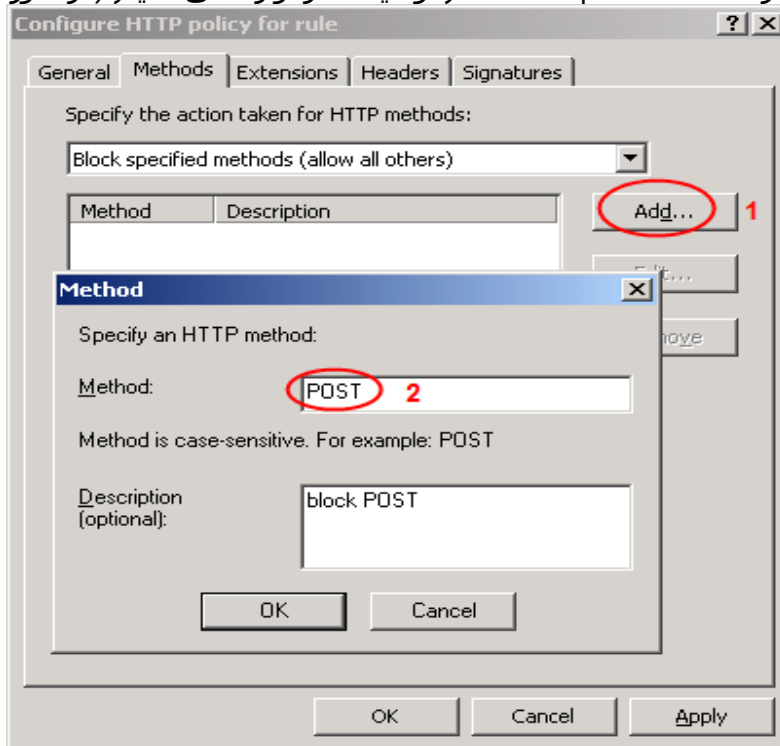 Configure HTTP policy for rule
General Methods Extensions Headers Signatures
Specify the action taken for HTTP methods:
Block specified methods (allow all others)
Method Description
Add... 1
Edit...
Method
Specify an HTTP method:
Method: POST 2
Method is case-sensitive. For example: POST
Description (optional): block POST
OK Cancel
OK Cancel Apply